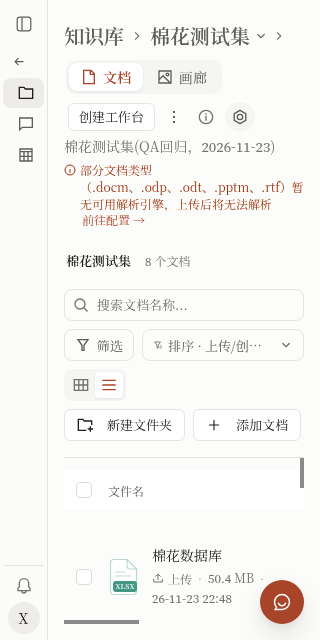 知识库 > 棉花测试集
文档 画廊
创建工作台
棉花测试集(QA回归，2026-11-23)
部分文档类型
（.docm、.odp、.odt、.pptm、.rtf）暂
无可用解析引擎，上传后将无法解析
前往配置 →
棉花测试集 8 个文档
搜索文档名称...
筛选 排序 · 上传/创…
新建文件夹 添加文档
文件名
棉花数据库
XLSX
上传 · 50.4 MB ·
26-11-23 22:48
X